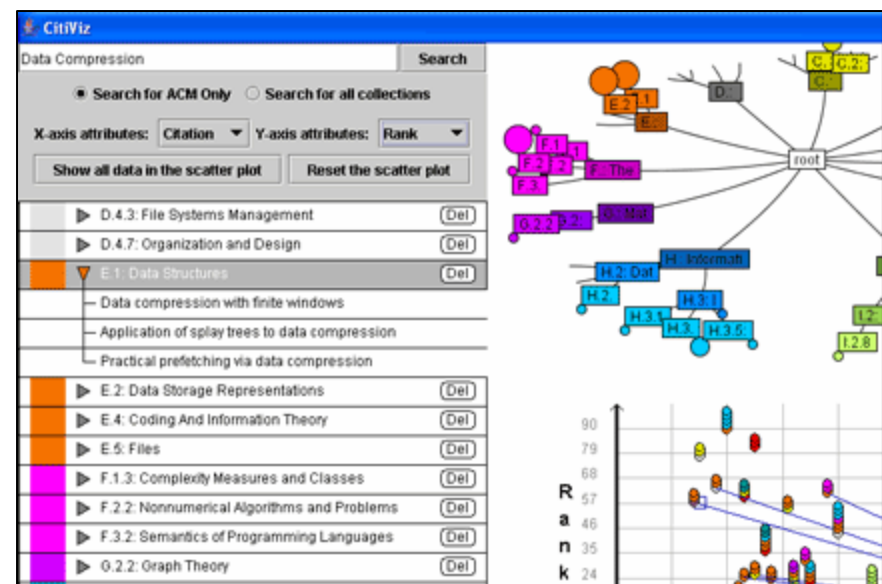 CitiViz
Data Compression
Search
Search for ACM Only
Search for all collections
X-axis attributes:
Citation
Y-axis attributes:
Rank
Show all data in the scatter plot
Reset the scatter plot
D.4.3: File Systems Management
Del
D.4.7: Organization and Design
Del
E.1: Data Structures
Del
Data compression with finite windows
Application of splay trees to data compression
Practical prefetching via data compression
E.2: Data Storage Representations
Del
E.4: Coding And Information Theory
Del
E.5: Files
Del
F.1.3: Complexity Measures and Classes
Del
F.2.2: Nonnumerical Algorithms and Problems
Del
F.3.2: Semantics of Programming Languages
Del
G.2.2: Graph Theory
Del
C.2:
D.:
E.2
root
F.1
F.2
F.: The
F.3.
G.2.2
G.: Mat
H.: Informati
H.2: Dat
H.2.
H.3: I
H.3.
H.3.5:
I.2:
I.2.8
90
79
68
57
46
35
24
Rank